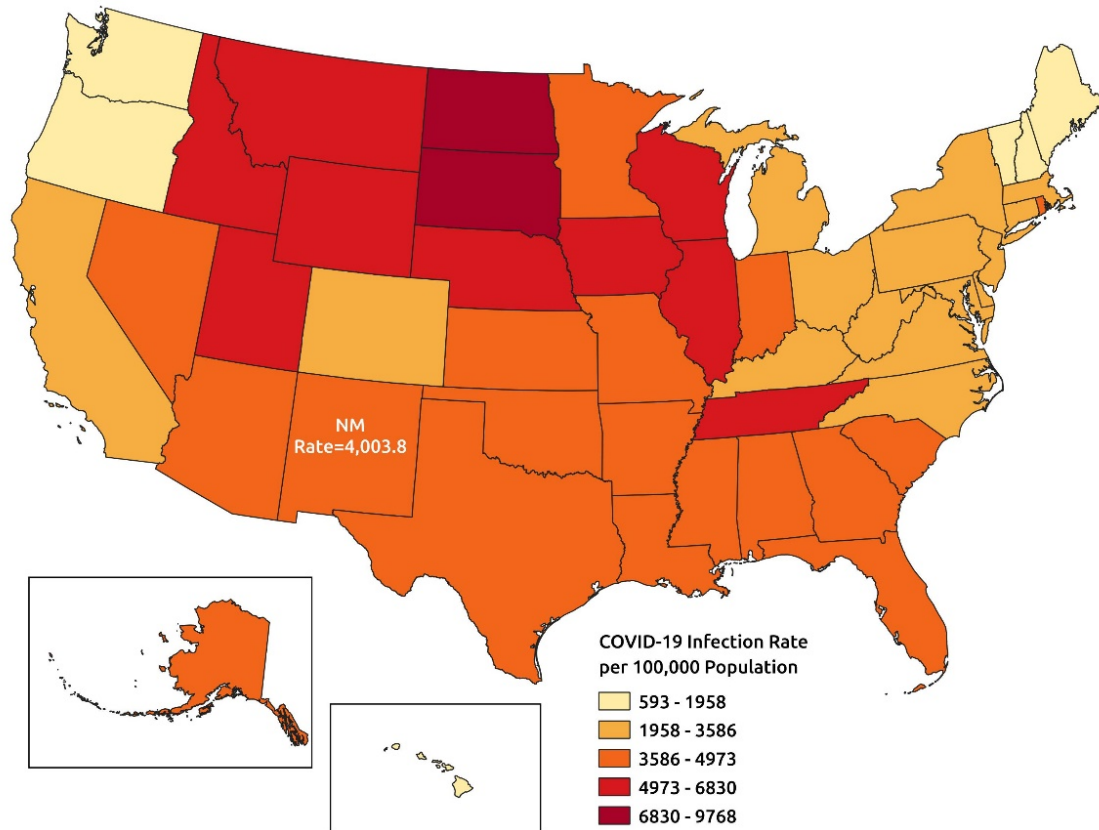 NM
Rate=4,003.8
COVID-19 Infection Rate
per 100,000 Population
593 - 1958
1958 - 3586
3586 - 4973
4973 - 6830
6830 - 9768